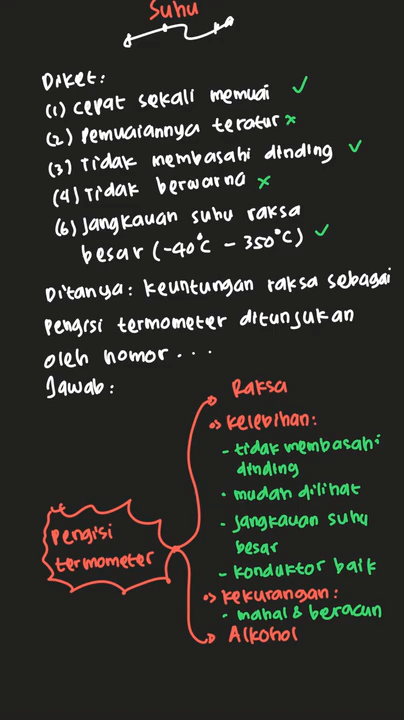 Suhu
Diket:
(1) cepat sekali memuai ✓
(2) Pemuaiannya teratur ×
(3) Tidak membasahi dinding ✓
(4) Tidak berwarna ×
(6) Jangkauan suhu raksa
besar (-40°C - 350°C) ✓
Ditanya: keuntungan raksa sebagai
pengisi termometer ditunjukan
oleh nomor ...
Jawab:
Raksa
kelebihan:
- tidak membasahi
dinding
- mudah dilihat
- jangkauan suhu
besar
- konduktor baik
Pengisi
termometer
kekurangan:
- mahal & beracun
Alkohol